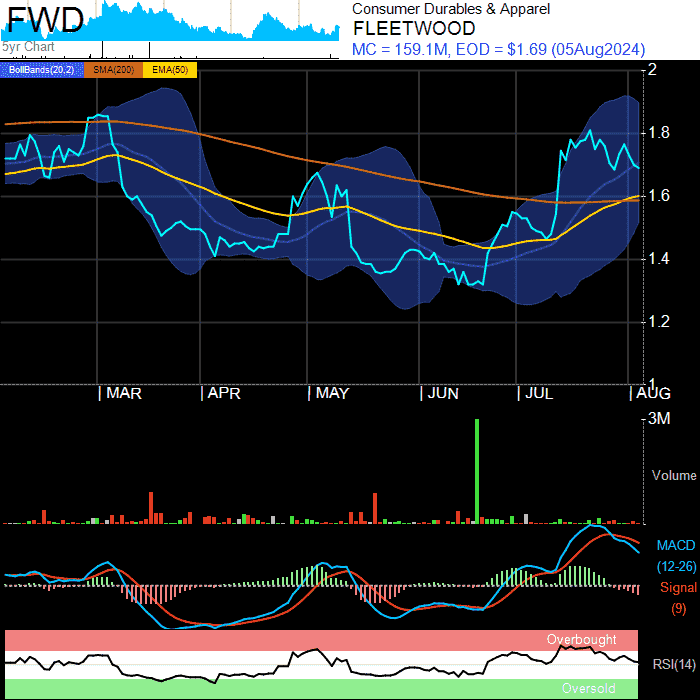 FWD
5yr Chart
Consumer Durables & Apparel
FLEETWOOD
MC = 159.1M, EOD = $1.69 (05Aug2024)
BollBands(20,2) SMA(200) EMA(50)
2
1.8
1.6
1.4
1.2
1
MAR APR MAY JUN JUL AUG
3M
Volume
MACD
(12-26)
Signal
(9)
Overbought
RSI(14)
Oversold